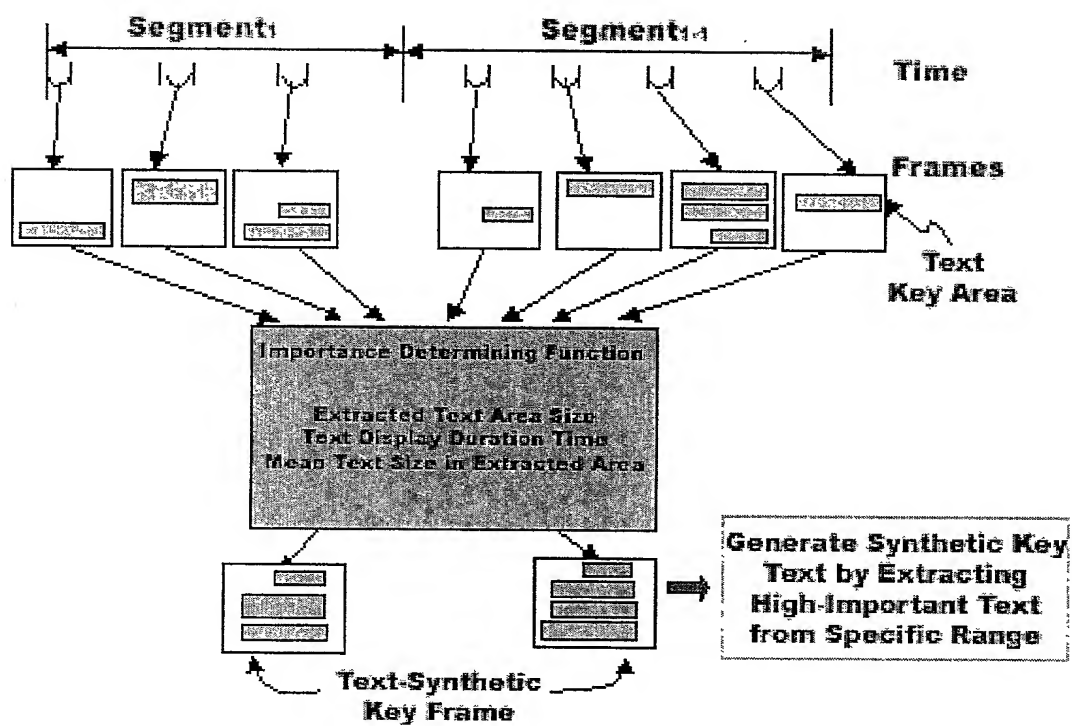 Segment1
Segment1-1
Time
Frames
Text
Key Area
Importance Determining Function
Extracted Text Area Size
Text Display Duration Time
Mean Text Size in Extracted Area
Generate Synthetic Key
Text by Extracting
High-Important Text
from Specific Range
Text-Synthetic
Key Frame